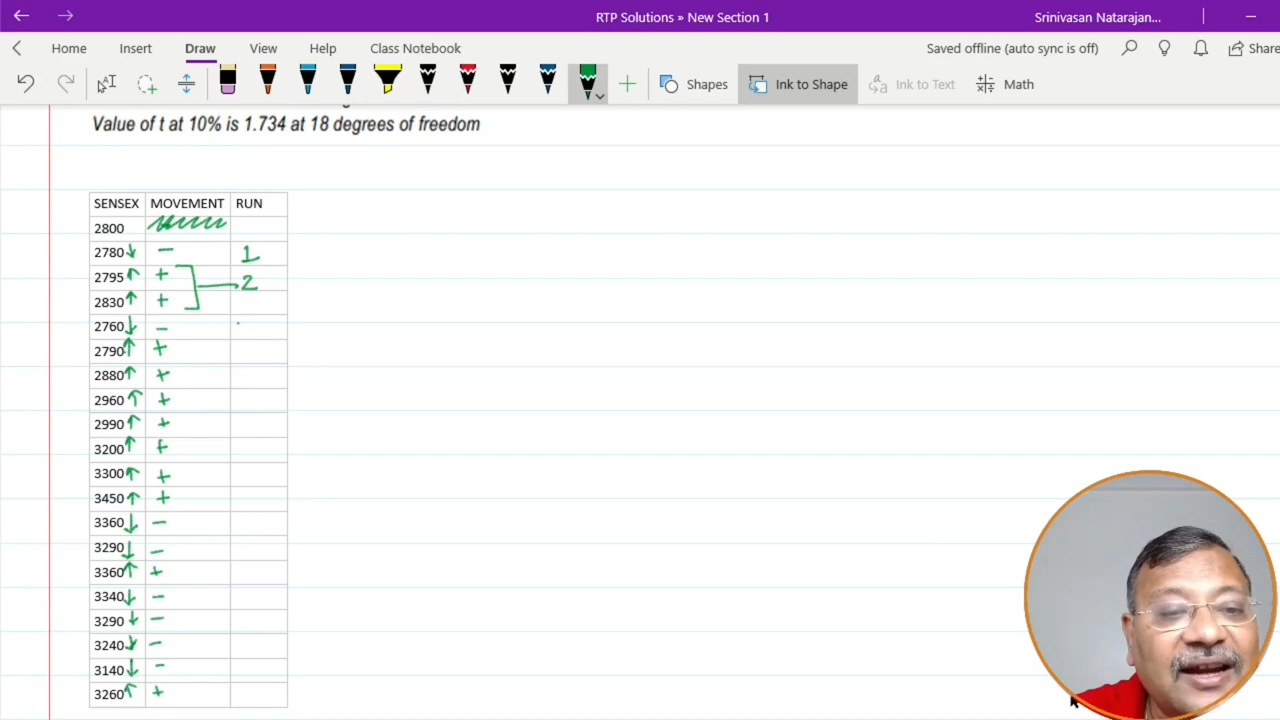 RTP Solutions » New Section 1
Srinivasan Natarajan...
Home Insert Draw View Help Class Notebook
Saved offline (auto sync is off)
Share
Shapes Ink to Shape Ink to Text Math
Value of t at 10% is 1.734 at 18 degrees of freedom
SENSEX MOVEMENT RUN
2800
2780 ↓ − 1
2795 ↑ + 2
2830 ↑ +
2760 ↓ −
2790 ↑ +
2880 ↑ +
2960 ↑ +
2990 ↑ +
3200 ↑ +
3300 ↑ +
3450 ↑ +
3360 ↓ −
3290 ↓ −
3360 ↑ +
3340 ↓ −
3290 ↓ −
3240 ↓ −
3140 ↓ −
3260 ↑ +